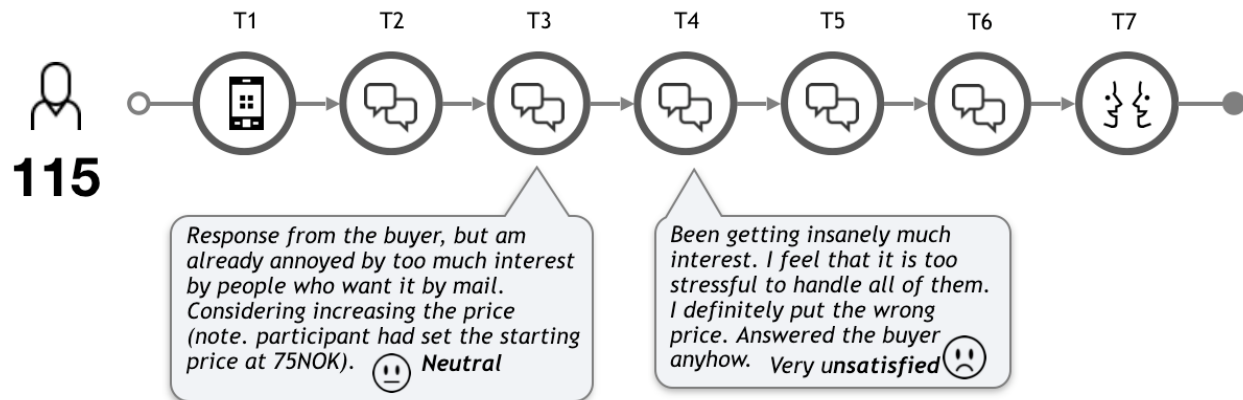 T1 T2 T3 T4 T5 T6 T7
115
Response from the buyer, but am
already annoyed by too much interest
by people who want it by mail.
Considering increasing the price
(note. participant had set the starting
price at 75NOK). Neutral
Been getting insanely much
interest. I feel that it is too
stressful to handle all of them.
I definitely put the wrong
price. Answered the buyer
anyhow. Very unsatisfied